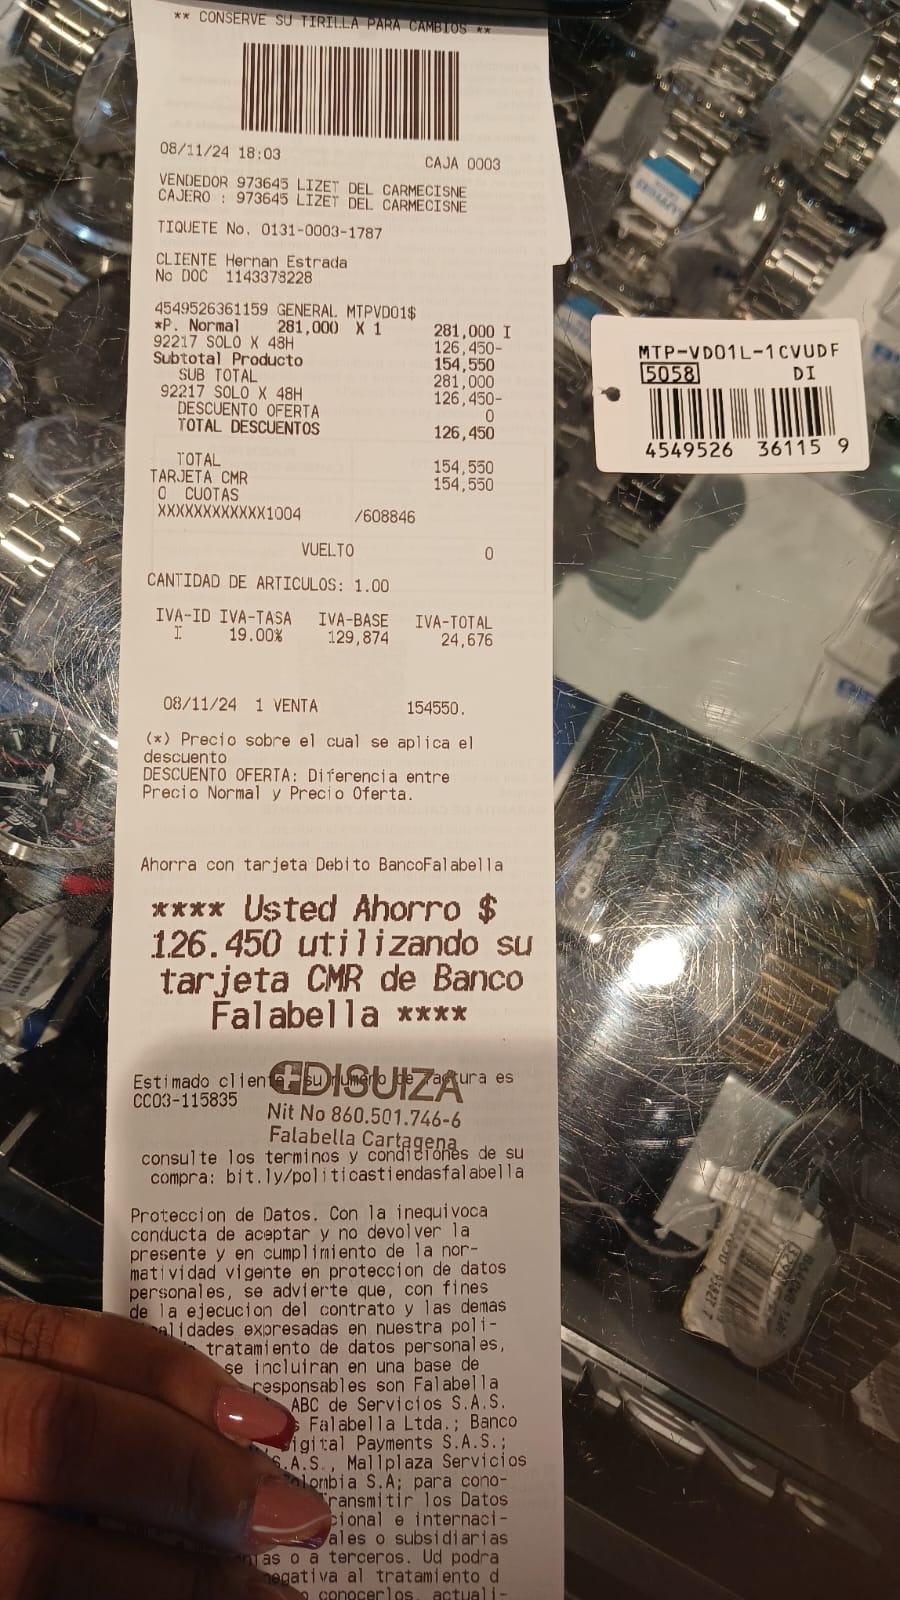 ** CONSERVE SU TIRILLA PARA CAMBIOS **
08/11/24 18:03 CAJA 0003
VENDEDOR 973645 LIZET DEL CARMECISNE
CAJERO : 973645 LIZET DEL CARMECISNE
TIQUETE No. 0131-0003-1787
CLIENTE Hernan Estrada
No DOC 1143378228
4549526361159 GENERAL MTPVD01$
*P. Normal 281,000 X 1 281,000 I
92217 SOLO X 48H 126,450-
Subtotal Producto 154,550
SUB TOTAL 281,000
92217 SOLO X 48H 126,450-
DESCUENTO OFERTA 0
TOTAL DESCUENTOS 126,450
TOTAL 154,550
TARJETA CMR 154,550
0 CUOTAS
XXXXXXXXXXXX1004 /608846
VUELTO 0
CANTIDAD DE ARTICULOS: 1.00
IVA-ID IVA-TASA IVA-BASE IVA-TOTAL
I 19.00% 129,874 24,676
08/11/24 1 VENTA 154550.
(*) Precio sobre el cual se aplica el
descuento
DESCUENTO OFERTA: Diferencia entre
Precio Normal y Precio Oferta.
Ahorra con tarjeta Debito BancoFalabella
**** Usted Ahorro $
126.450 utilizando su
tarjeta CMR de Banco
Falabella ****
Estimado cliente su numero de factura es
CC03-115835
DISUIZA
Nit No 860.501.746-6
Falabella Cartagena
consulte los terminos y condiciones de su
compra: bit.ly/politicastiendasfalabella
Proteccion de Datos. Con la inequivoca
conducta de aceptar y no devolver la
presente y en cumplimiento de la nor-
matividad vigente en proteccion de datos
personales, se advierte que, con fines
de la ejecucion del contrato y las demas
alidades expresadas en nuestra poli-
tratamiento de datos personales,
se incluiran en una base de
responsables son Falabella
ABC de Servicios S.A.S.
s Falabella Ltda.; Banco
igital Payments S.A.S.;
S.A.S., Mallplaza Servicios
olombia S.A; para cono-
Transmitir los Datos
cional e internaci-
ales o subsidiarias
as o a terceros. Ud podra
negativa al tratamiento d
conocerlos, actuali-
MTP-VD01L-1CVUDF
5058 DI
4549526 36115 9
CASIO